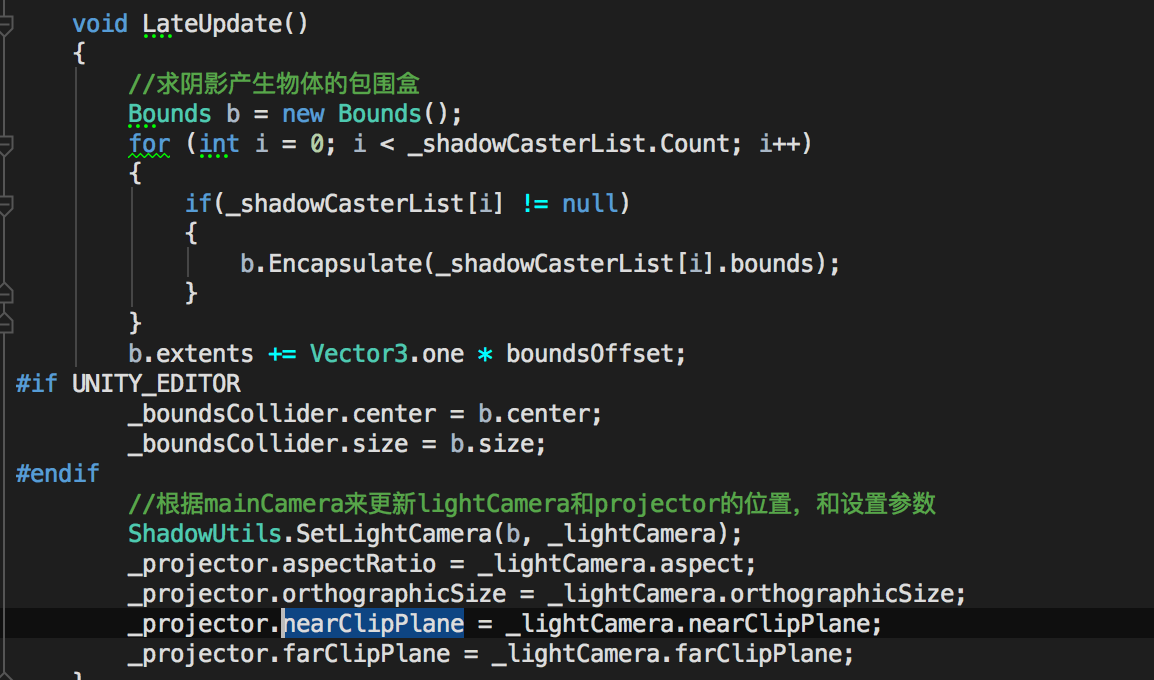 void LateUpdate()
{
//求阴影产生物体的包围盒
Bounds b = new Bounds();
for (int i = 0; i < _shadowCasterList.Count; i++)
{
if(_shadowCasterList[i] != null)
{
b.Encapsulate(_shadowCasterList[i].bounds);
}
}
b.extents += Vector3.one * boundsOffset;
#if UNITY_EDITOR
_boundsCollider.center = b.center;
_boundsCollider.size = b.size;
#endif
//根据mainCamera来更新lightCamera和projector的位置，和设置参数
ShadowUtils.SetLightCamera(b, _lightCamera);
_projector.aspectRatio = _lightCamera.aspect;
_projector.orthographicSize = _lightCamera.orthographicSize;
_projector.nearClipPlane = _lightCamera.nearClipPlane;
_projector.farClipPlane = _lightCamera.farClipPlane;
}